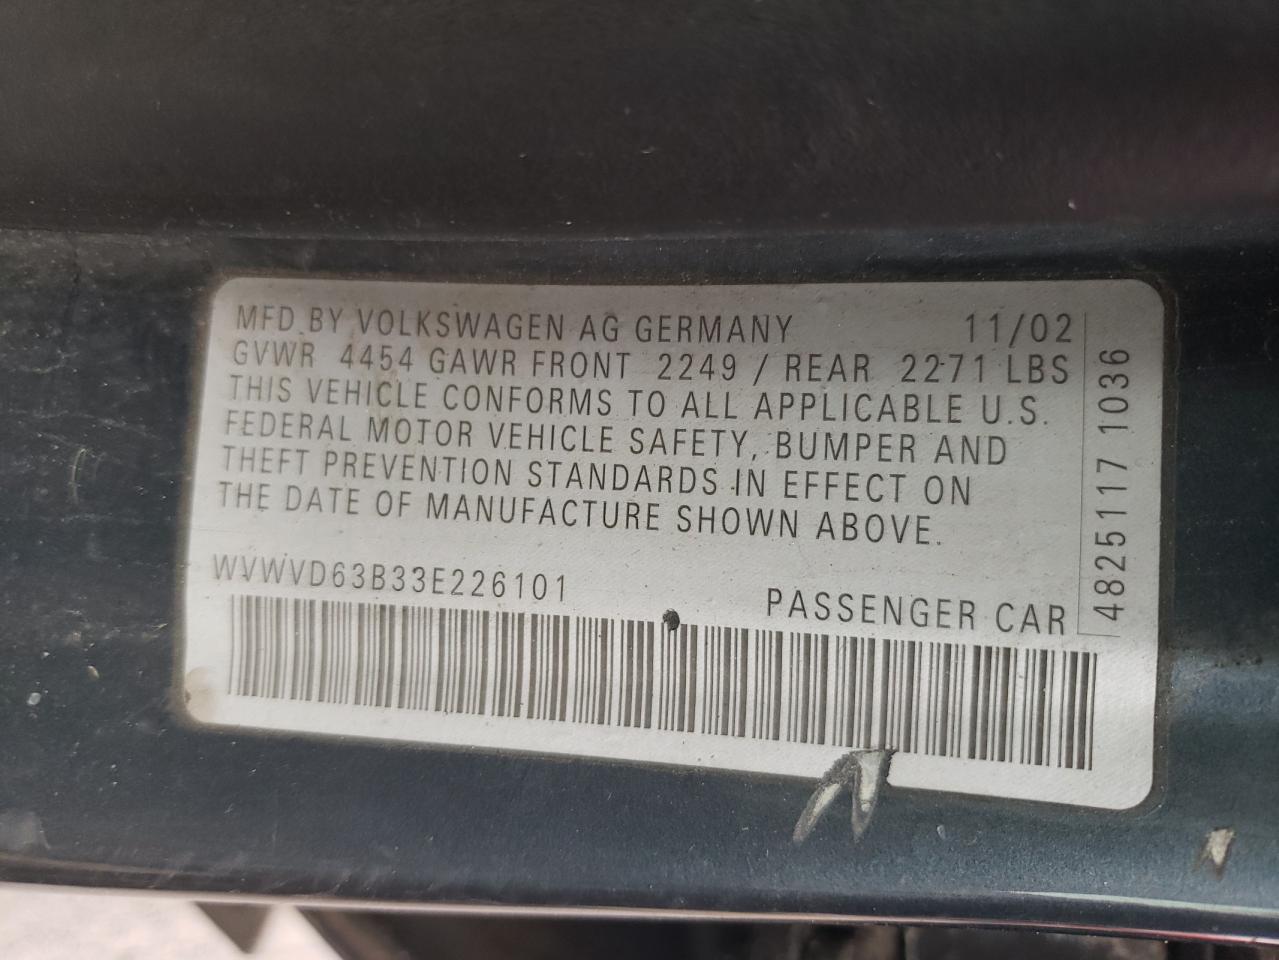 MFD BY VOLKSWAGEN AG GERMANY 11/02
GVWR 4454 GAWR FRONT 2249 / REAR 2271 LBS
THIS VEHICLE CONFORMS TO ALL APPLICABLE U.S.
FEDERAL MOTOR VEHICLE SAFETY, BUMPER AND
THEFT PREVENTION STANDARDS IN EFFECT ON
THE DATE OF MANUFACTURE SHOWN ABOVE.
WVWVD63B33E226101
PASSENGER CAR
48251117 1036